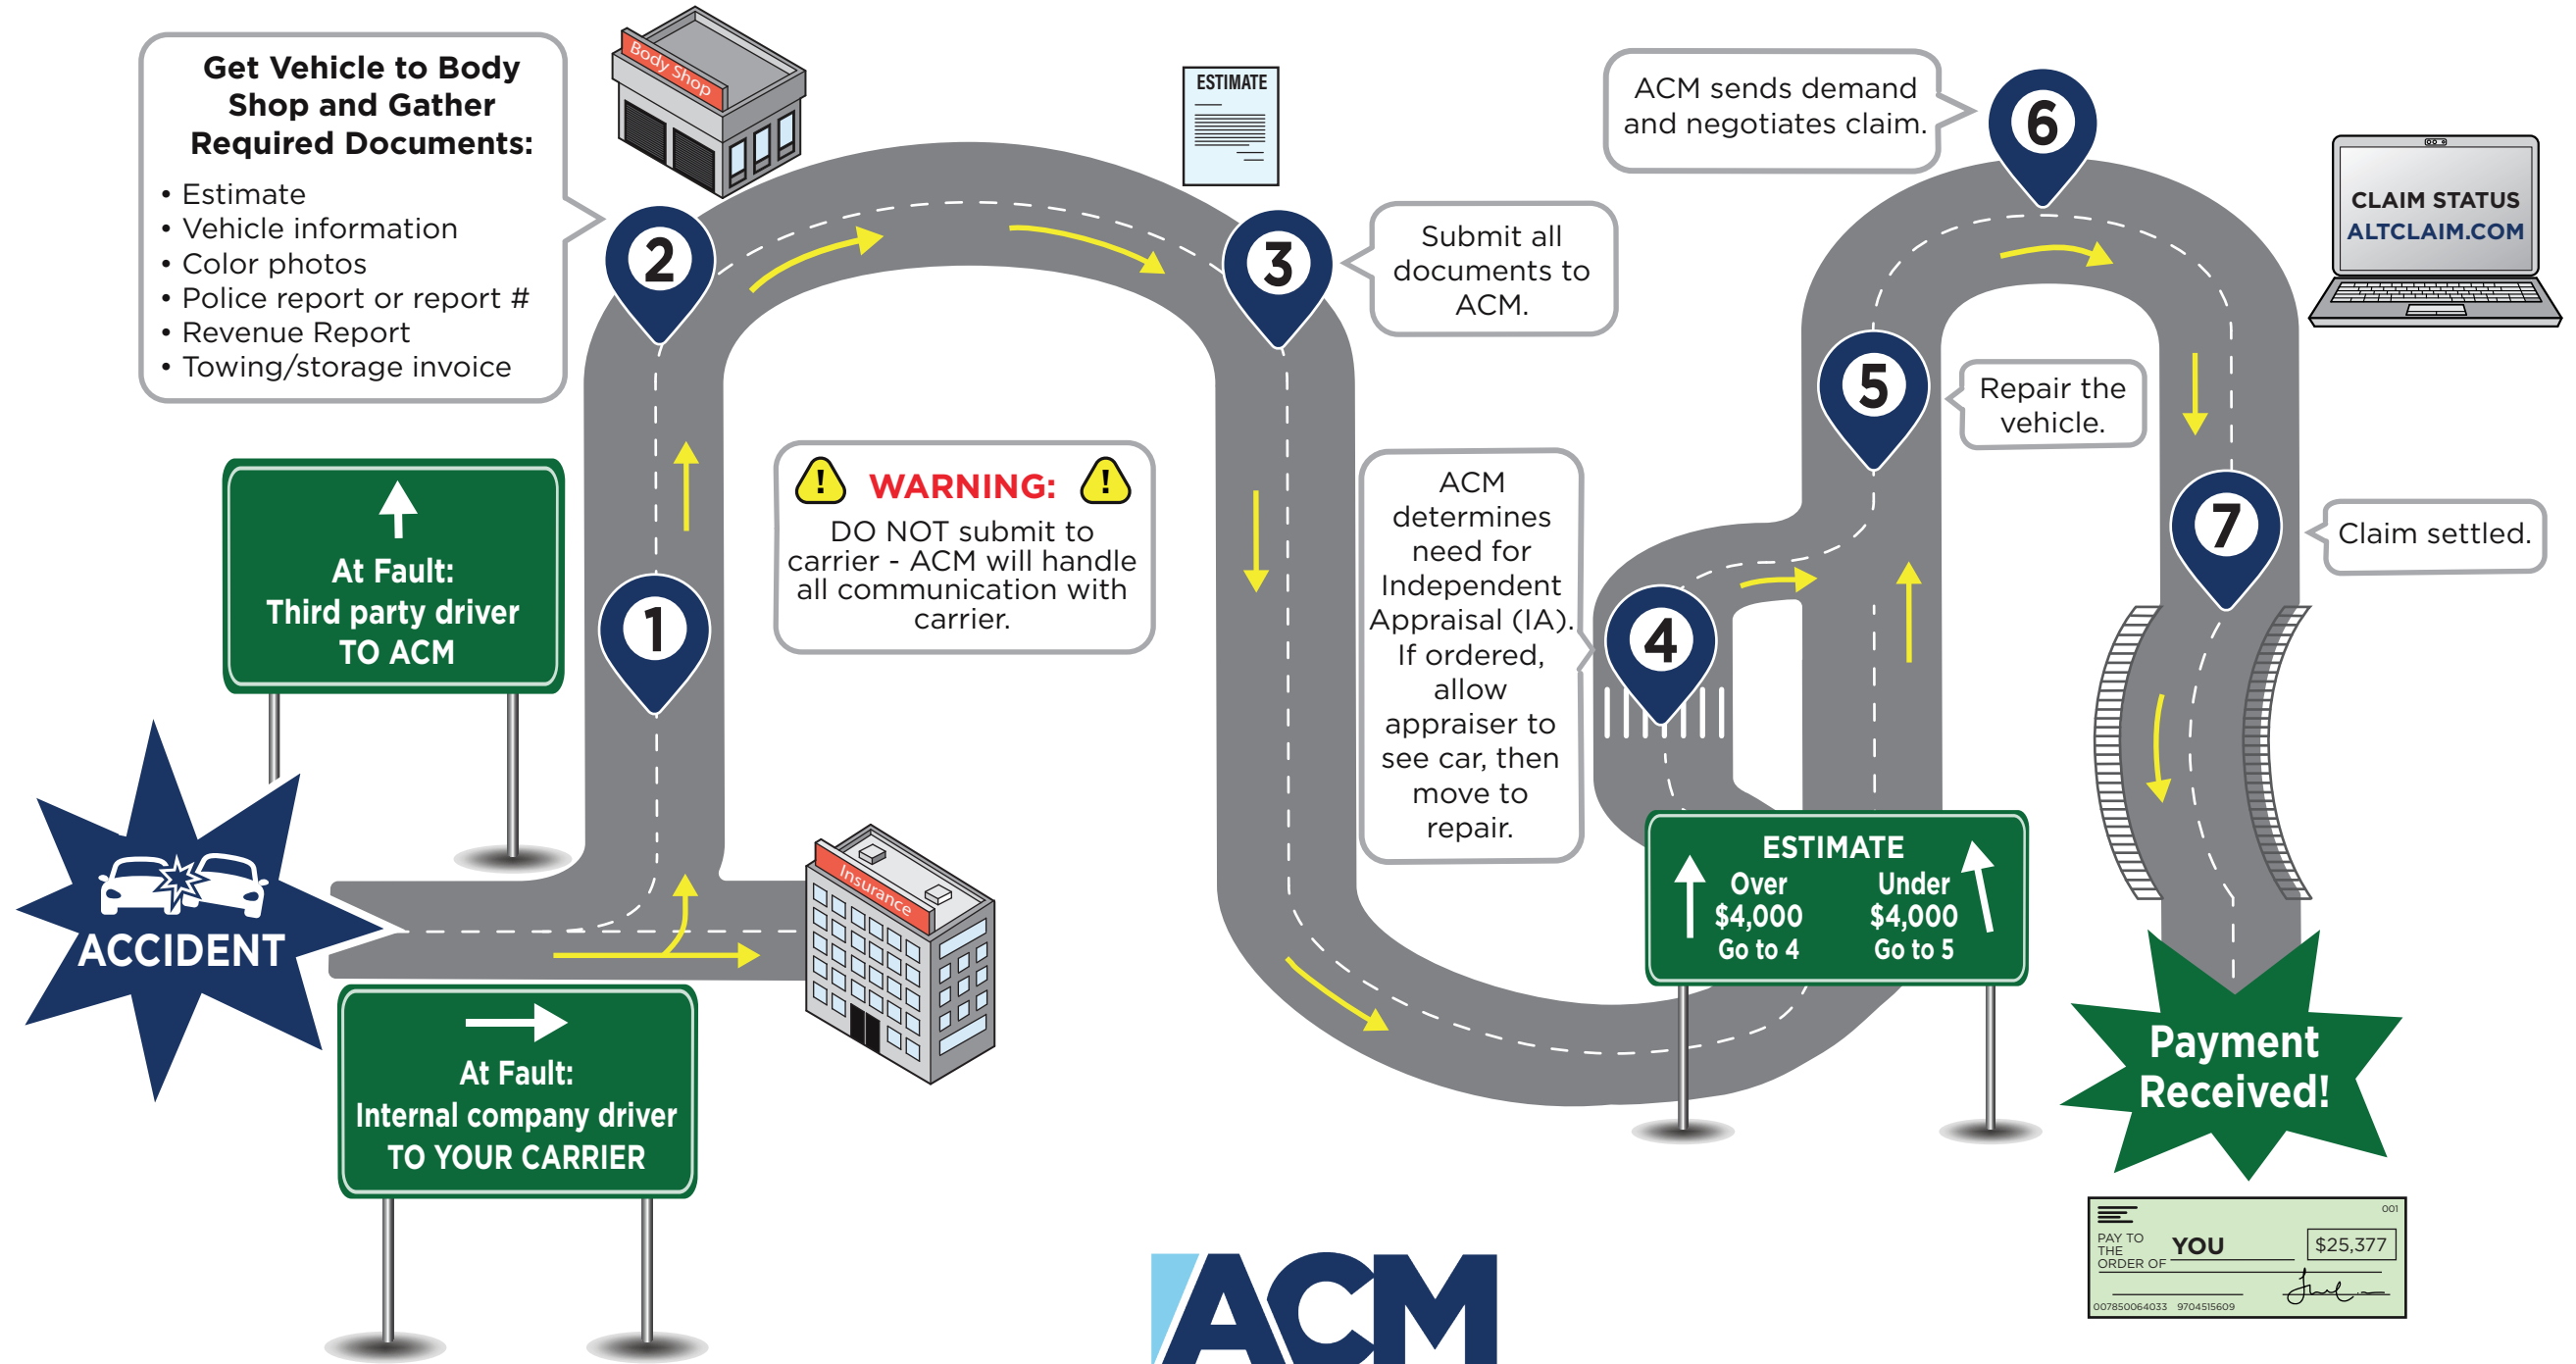 Get Vehicle to Body
Shop and Gather
Required Documents:
• Estimate
• Vehicle information
• Color photos
• Police report or report #
• Revenue Report
• Towing/storage invoice
Body Shop
2
ESTIMATE
3
Submit all
documents to
ACM.
ACM sends demand
and negotiates claim.
6
CLAIM STATUS
ALTCLAIM.COM
5
Repair the
vehicle.
At Fault:
Third party driver
TO ACM
1
! WARNING: !
DO NOT submit to
carrier - ACM will handle
all communication with
carrier.
ACM
determines
need for
Independent
Appraisal (IA).
If ordered,
allow
appraiser to
see car, then
move to
repair.
4
7
Claim settled.
ACCIDENT
Insurance
At Fault:
Internal company driver
TO YOUR CARRIER
ESTIMATE
Over
$4,000
Go to 4
Under
$4,000
Go to 5
Payment
Received!
001
PAY TO
THE
ORDER OF
YOU
$25,377
007850064033 9704515609
ACM